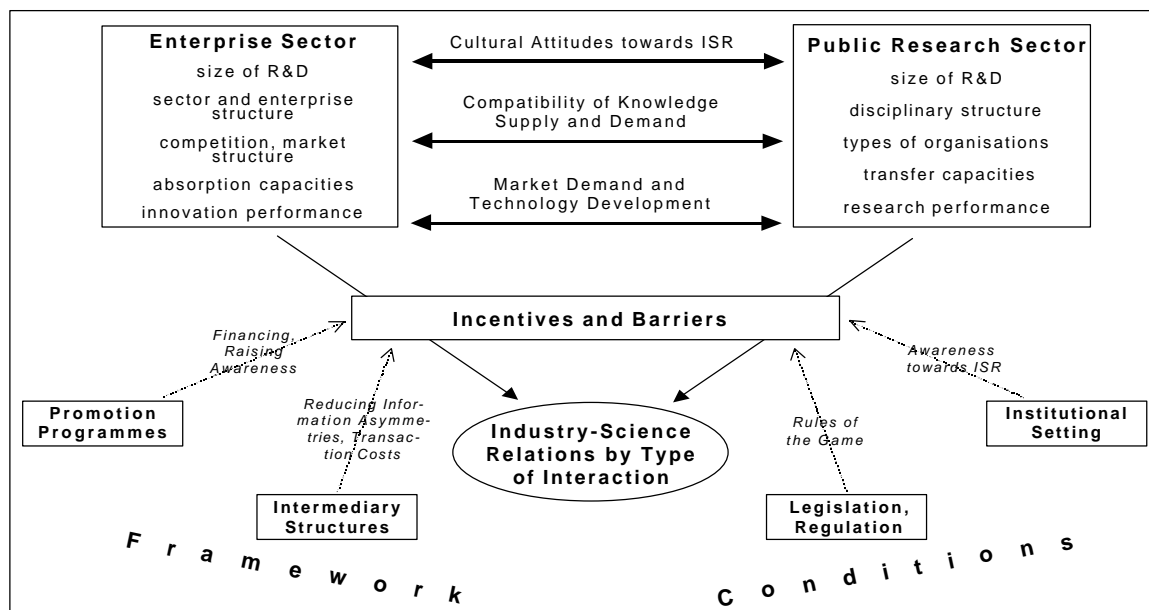 Enterprise Sector
size of R&D
sector and enterprise
structure
competition, market
structure
absorption capacities
innovation performance
Cultural Attitudes towards ISR
Compatibility of Knowledge
Supply and Demand
Market Demand and
Technology Development
Public Research Sector
size of R&D
disciplinary structure
types of organisations
transfer capacities
research performance
Incentives and Barriers
Financing,
Raising
Awareness
Promotion
Programmes
Reducing Infor-
mation Asymme-
tries, Transac-
tion Costs
Intermediary
Structures
Industry-Science
Relations by Type
of Interaction
Rules of
the Game
Legislation,
Regulation
Awareness
towards ISR
Institutional
Setting
Framework Conditions